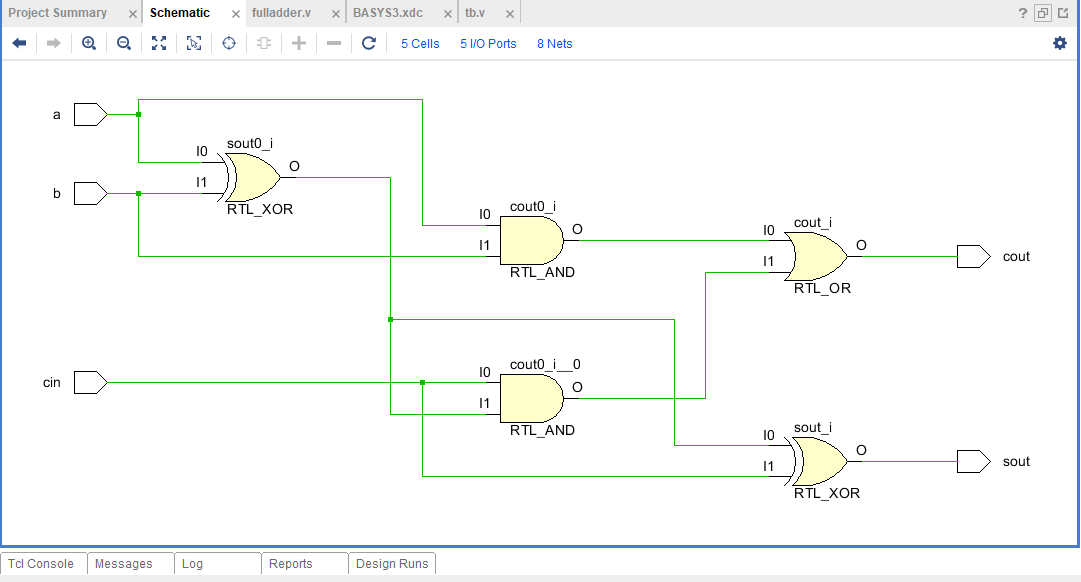 Project Summary × Schematic × fulladder.v × BASYS3.xdc × tb.v × ?
5 Cells 5 I/O Ports 8 Nets
a
sout0_i
I0
O
I1
b
RTL_XOR
cout0_i
I0
O
I1
RTL_AND
cout_i
I0
O
I1
cout
RTL_OR
cout0_i__0
I0
cin
O
I1
RTL_AND
sout_i
I0
O
I1
sout
RTL_XOR
Tcl Console Messages Log Reports Design Runs